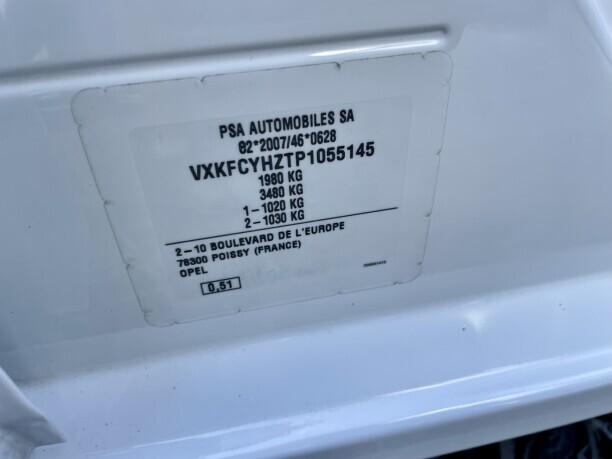 PSA AUTOMOBILES SA
e2*2007/46*0628
VXKFCYHZTP1055145
1980 KG
3480 KG
1-1020 KG
2-1030 KG
2-10 BOULEVARD DE L'EUROPE
78300 POISSY (FRANCE)
OPEL
0.51